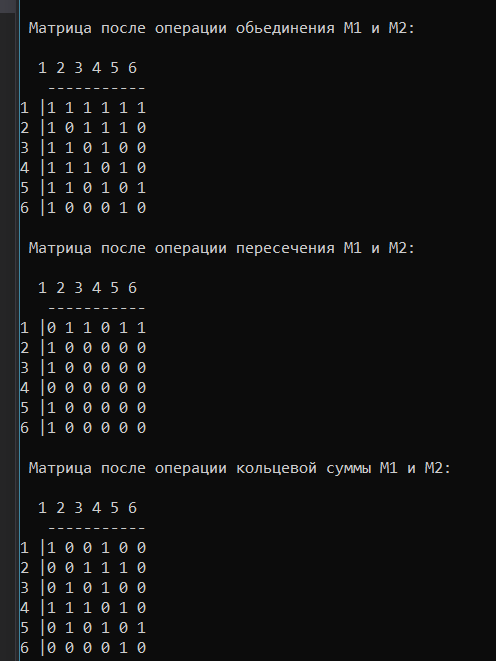 Матрица после операции обьединения М1 и М2:
1 2 3 4 5 6
-----------
1 |1 1 1 1 1 1
2 |1 0 1 1 1 0
3 |1 1 0 1 0 0
4 |1 1 1 0 1 0
5 |1 1 0 1 0 1
6 |1 0 0 0 1 0
Матрица после операции пересечения М1 и М2:
1 2 3 4 5 6
-----------
1 |0 1 1 0 1 1
2 |1 0 0 0 0 0
3 |1 0 0 0 0 0
4 |0 0 0 0 0 0
5 |1 0 0 0 0 0
6 |1 0 0 0 0 0
Матрица после операции кольцевой суммы М1 и М2:
1 2 3 4 5 6
-----------
1 |1 0 0 1 0 0
2 |0 0 1 1 1 0
3 |0 1 0 1 0 0
4 |1 1 1 0 1 0
5 |0 1 0 1 0 1
6 |0 0 0 0 1 0